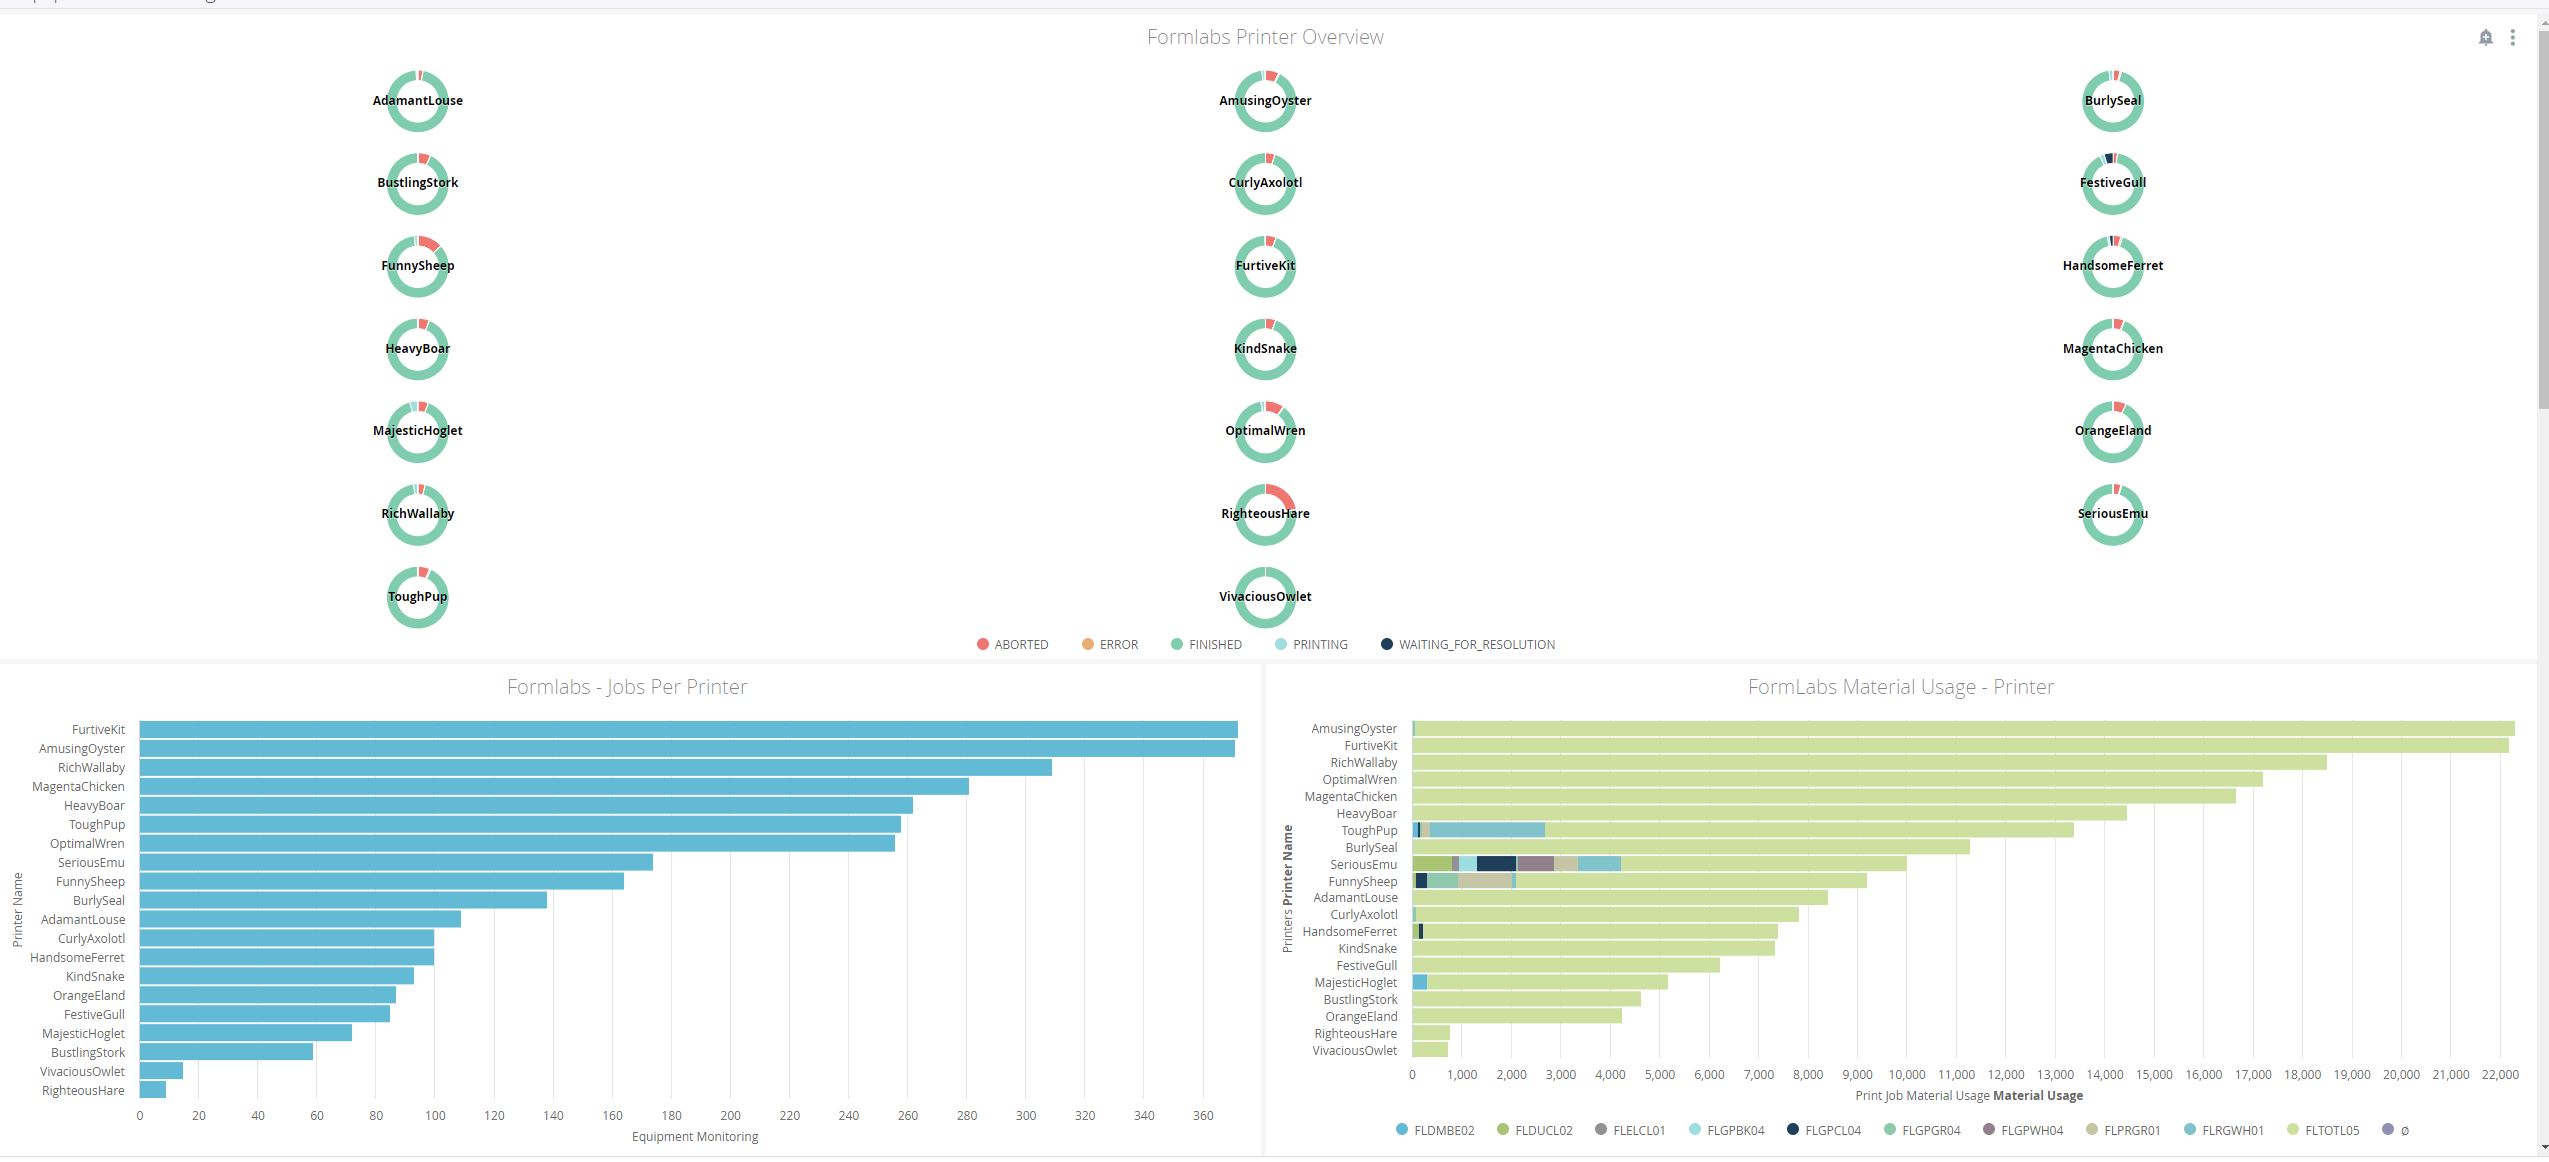 Formlabs Printer Overview
AdamantLouse AmusingOyster BurlySeal
BustlingStork CurlyAxolotl FestiveGull
FunnySheep FurtiveKit HandsomeFerret
HeavyBoar KindSnake MagentaChicken
MajesticHoglet OptimalWren OrangeEland
RichWallaby RighteousHare SeriousEmu
ToughPup VivaciousOwlet
ABORTED ERROR FINISHED PRINTING WAITING_FOR_RESOLUTION
Formlabs - Jobs Per Printer
Printer Name
FurtiveKit
AmusingOyster
RichWallaby
MagentaChicken
HeavyBoar
ToughPup
OptimalWren
SeriousEmu
FunnySheep
BurlySeal
AdamantLouse
CurlyAxolotl
HandsomeFerret
KindSnake
OrangeEland
FestiveGull
MajesticHoglet
BustlingStork
VivaciousOwlet
RighteousHare
0 20 40 60 80 100 120 140 160 180 200 220 240 260 280 300 320 340 360
Equipment Monitoring
FormLabs Material Usage - Printer
Printers Printer Name
AmusingOyster
FurtiveKit
RichWallaby
OptimalWren
MagentaChicken
HeavyBoar
ToughPup
BurlySeal
SeriousEmu
FunnySheep
AdamantLouse
CurlyAxolotl
HandsomeFerret
KindSnake
FestiveGull
MajesticHoglet
BustlingStork
OrangeEland
RighteousHare
VivaciousOwlet
0 1,000 2,000 3,000 4,000 5,000 6,000 7,000 8,000 9,000 10,000 11,000 12,000 13,000 14,000 15,000 16,000 17,000 18,000 19,000 20,000 21,000 22,000
Print Job Material Usage Material Usage
FLDMBE02 FLDUCL02 FLELCL01 FLGPBK04 FLGPCL04 FLGPGR04 FLGPWH04 FLPRGR01 FLRGWH01 FLTOTL05 ∅